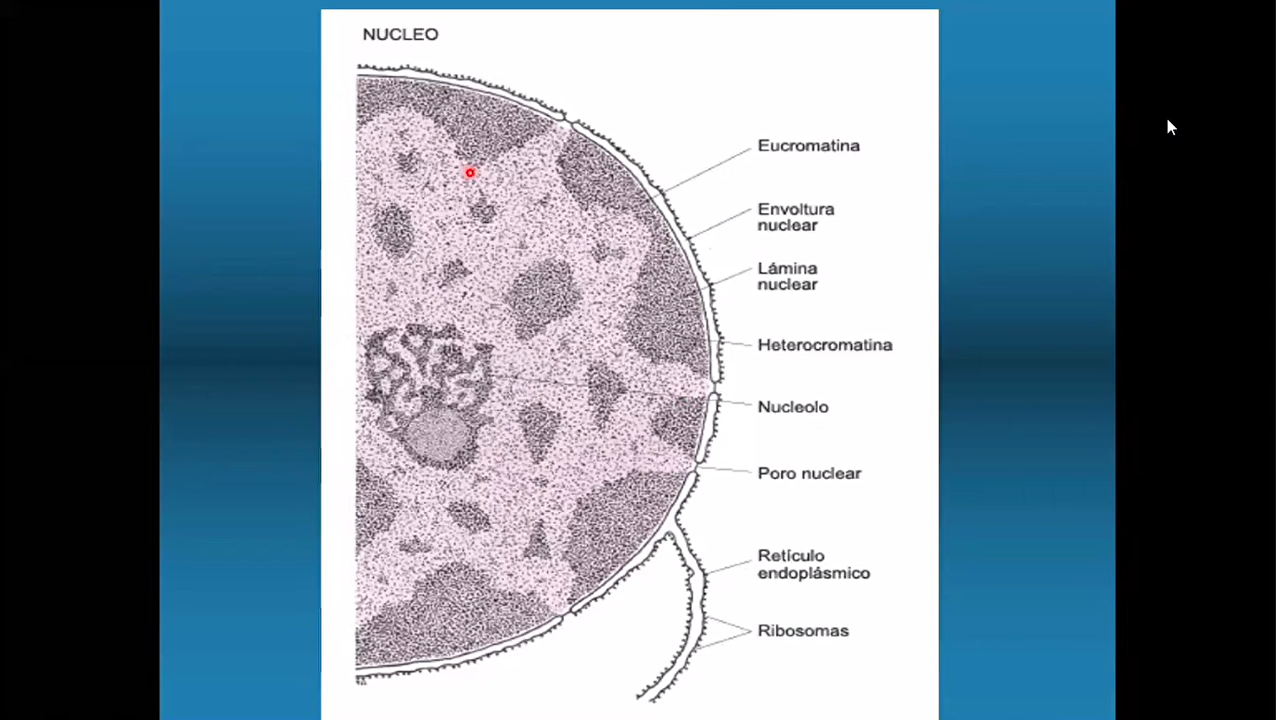 NUCLEO
Eucromatina
Envoltura
nuclear
Lámina
nuclear
Heterocromatina
Nucleolo
Poro nuclear
Retículo
endoplásmico
Ribosomas